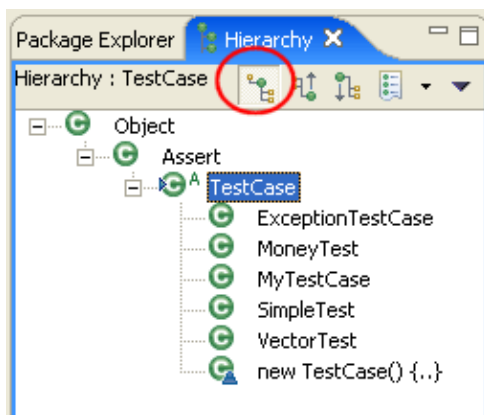 Package Explorer Hierarchy
Hierarchy : TestCase
Object
Assert
A TestCase
ExceptionTestCase
MoneyTest
MyTestCase
SimpleTest
VectorTest
new TestCase() {..}